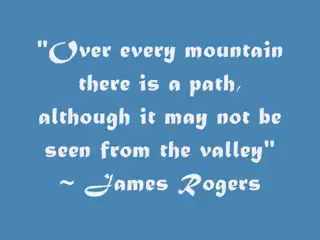 "Over every mountain
there is a path,
although it may not be
seen from the valley"
~ James Rogers